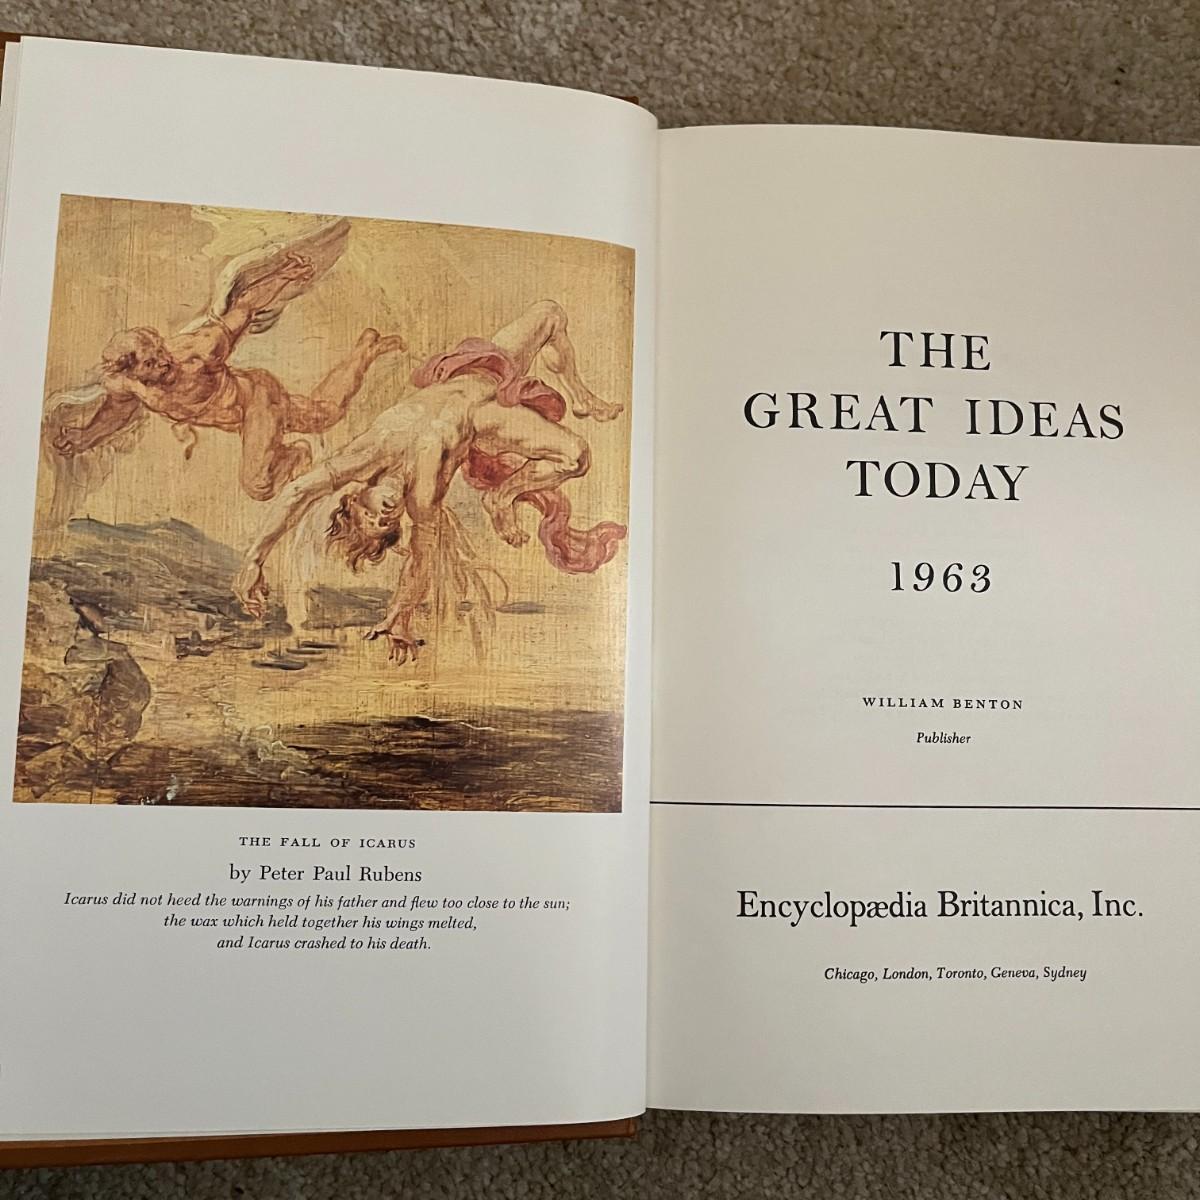 THE FALL OF ICARUS
by Peter Paul Rubens
Icarus did not heed the warnings of his father and flew too close to the sun;
the wax which held together his wings melted,
and Icarus crashed to his death.
THE
GREAT IDEAS
TODAY
1963
WILLIAM BENTON
Publisher
Encyclopædia Britannica, Inc.
Chicago, London, Toronto, Geneva, Sydney